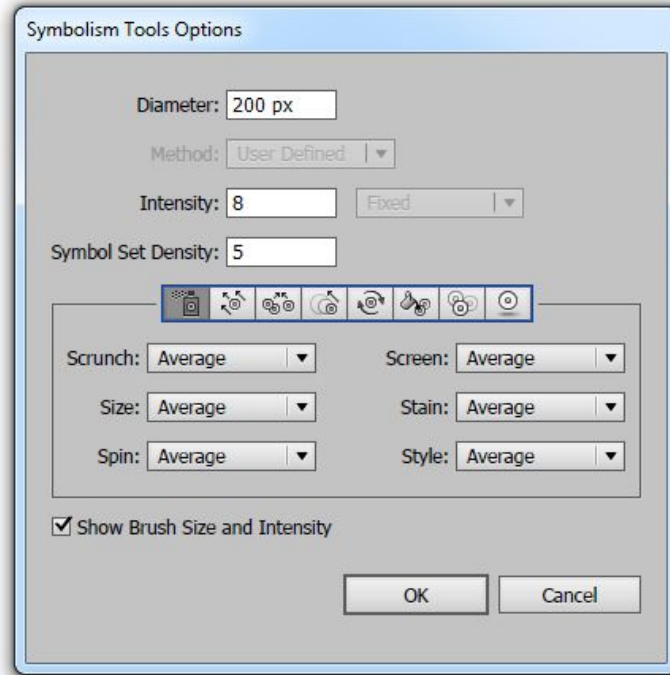 Symbolism Tools Options
Diameter: 200 px
Method: User Defined
Intensity: 8 Fixed
Symbol Set Density: 5
Scrunch: Average Screen: Average
Size: Average Stain: Average
Spin: Average Style: Average
Show Brush Size and Intensity
OK Cancel